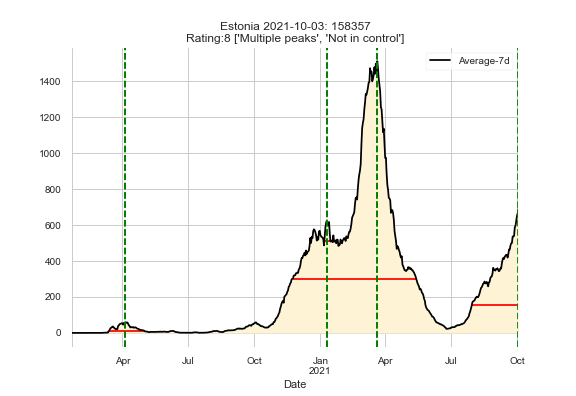 Estonia 2021-10-03: 158357
Rating:8 ['Multiple peaks', 'Not in control']
Average-7d
1400
1200
1000
800
600
400
200
0
Apr Jul Oct Jan Apr Jul Oct
2021
Date